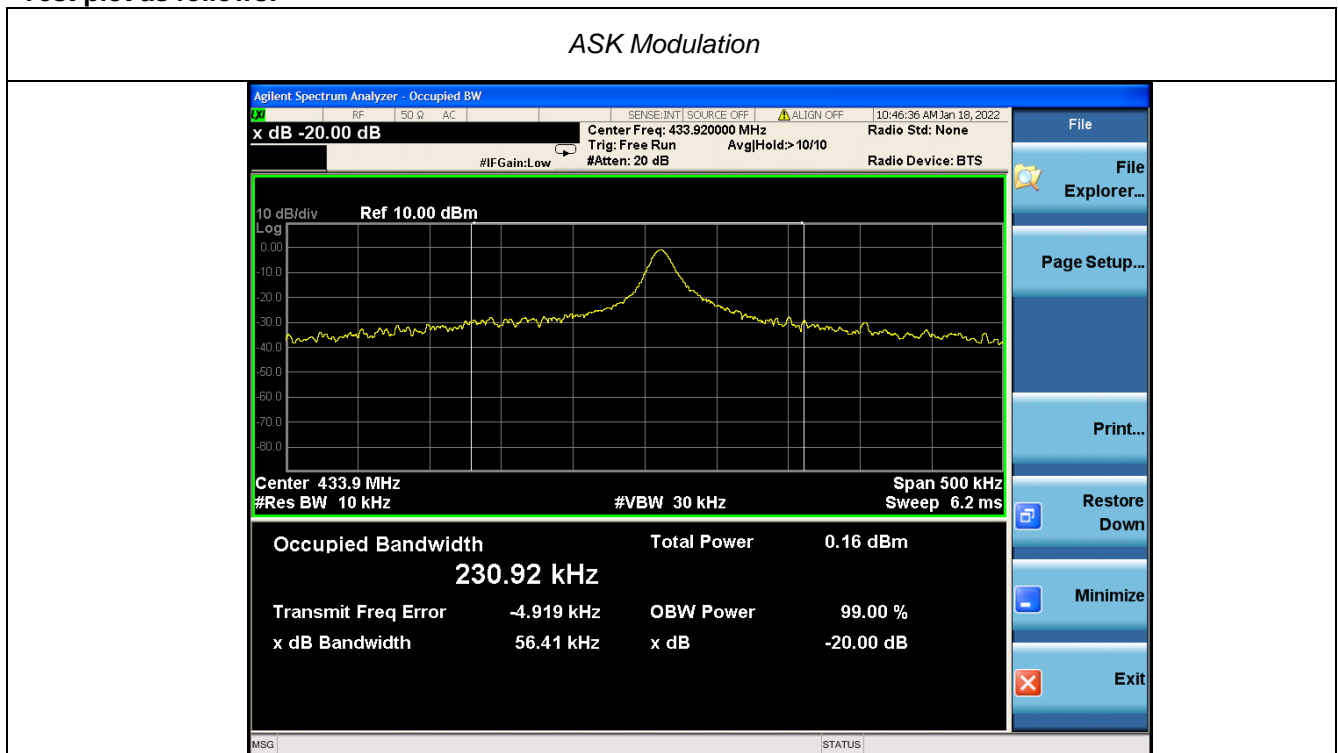 Test plot as follows:
ASK Modulation
Agilent Spectrum Analyzer - Occupied BW
LXI RF 50 Ω AC SENSE:INT SOURCE OFF ALIGN OFF 10:46:36 AM Jan 18, 2022
x dB -20.00 dB
Center Freq: 433.920000 MHz
Radio Std: None
Trig: Free Run
Avg|Hold:>10/10
#IFGain:Low
#Atten: 20 dB
Radio Device: BTS
10 dB/div
Ref 10.00 dBm
Log
0.00
-10.0
-20.0
-30.0
-40.0
-50.0
-60.0
-70.0
-80.0
Center 433.9 MHz
Span 500 kHz
#Res BW 10 kHz
#VBW 30 kHz
Sweep 6.2 ms
Occupied Bandwidth
Total Power 0.16 dBm
230.92 kHz
Transmit Freq Error -4.919 kHz
OBW Power 99.00 %
x dB Bandwidth 56.41 kHz
x dB -20.00 dB
MSG
STATUS
File
File
Explorer...
Page Setup...
Print...
Restore
Down
Minimize
Exit